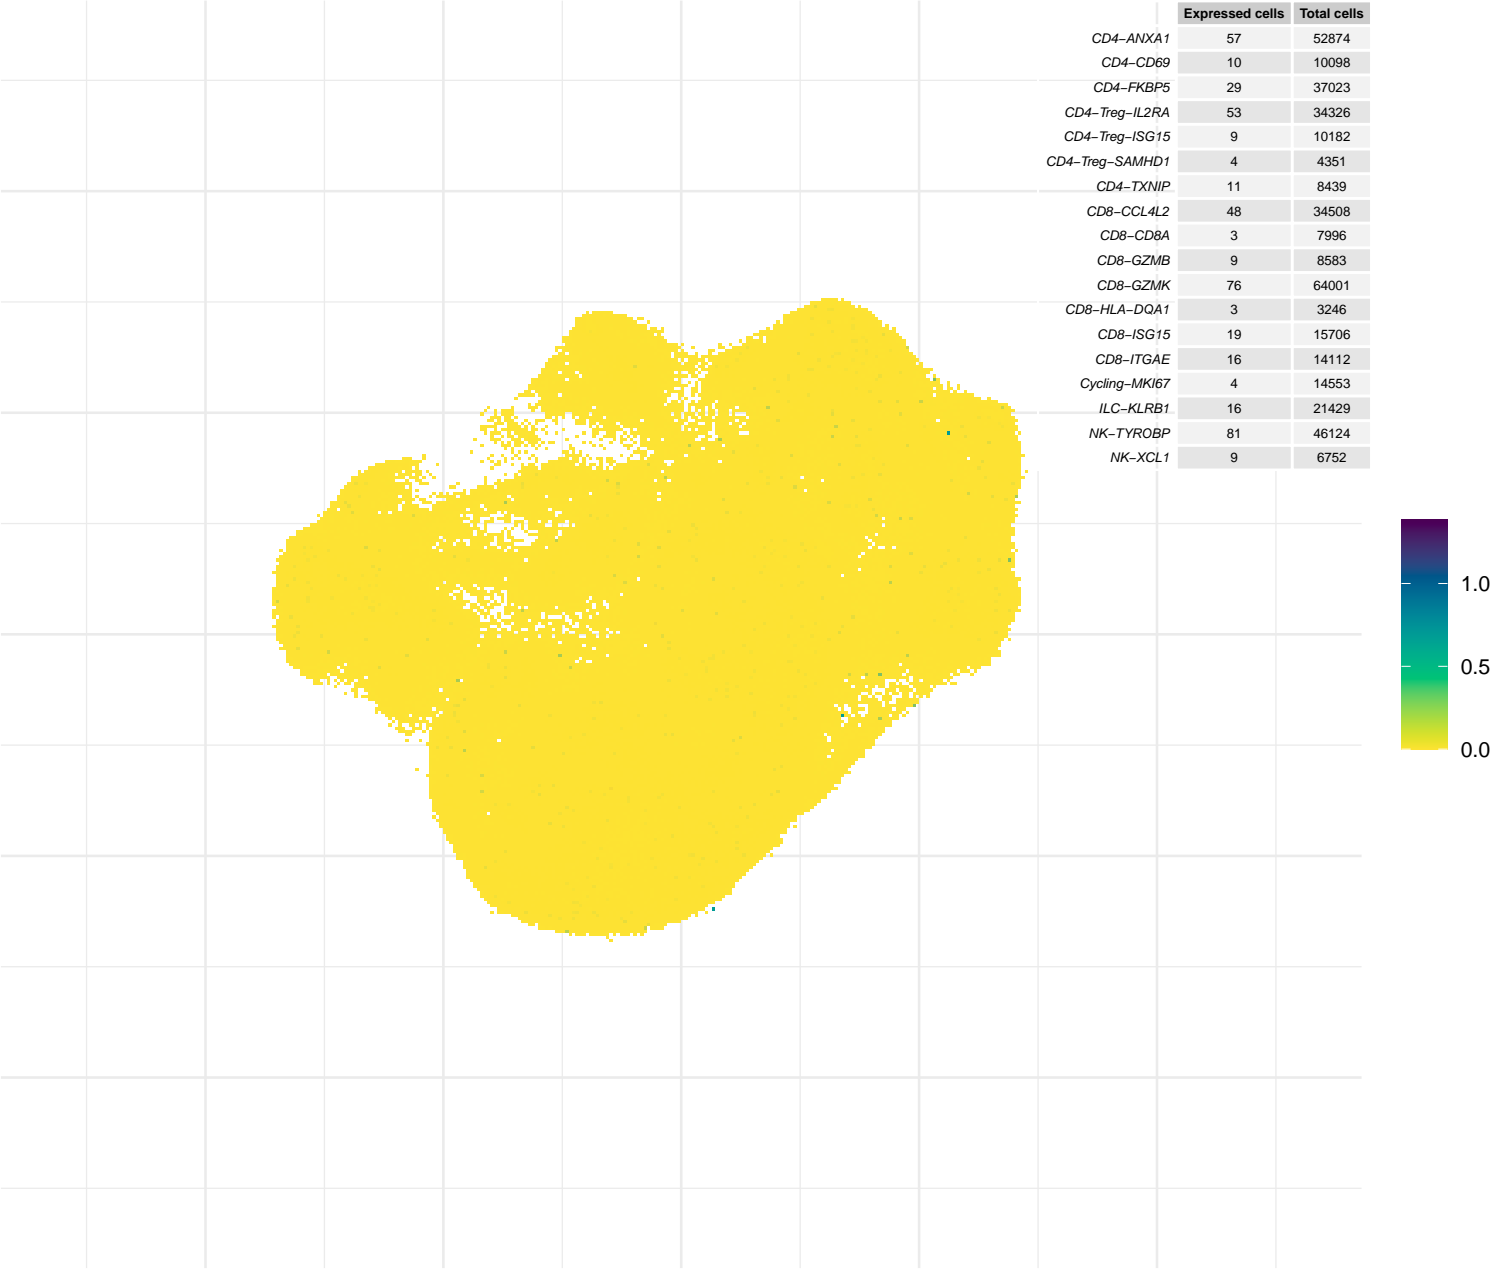 Expressed cells Total cells
CD4−ANXA1 57 52874
CD4−CD69 10 10098
CD4−FKBP5 29 37023
CD4−Treg−IL2RA 53 34326
CD4−Treg−ISG15 9 10182
CD4−Treg−SAMHD1 4 4351
CD4−TXNIP 11 8439
CD8−CCL4L2 48 34508
CD8−CD8A 3 7996
CD8−GZMB 9 8583
CD8−GZMK 76 64001
CD8−HLA−DQA1 3 3246
CD8−ISG15 19 15706
CD8−ITGAE 16 14112
Cycling−MKI67 4 14553
ILC−KLRB1 16 21429
NK−TYROBP 81 46124
NK−XCL1 9 6752
1.0
0.5
0.0